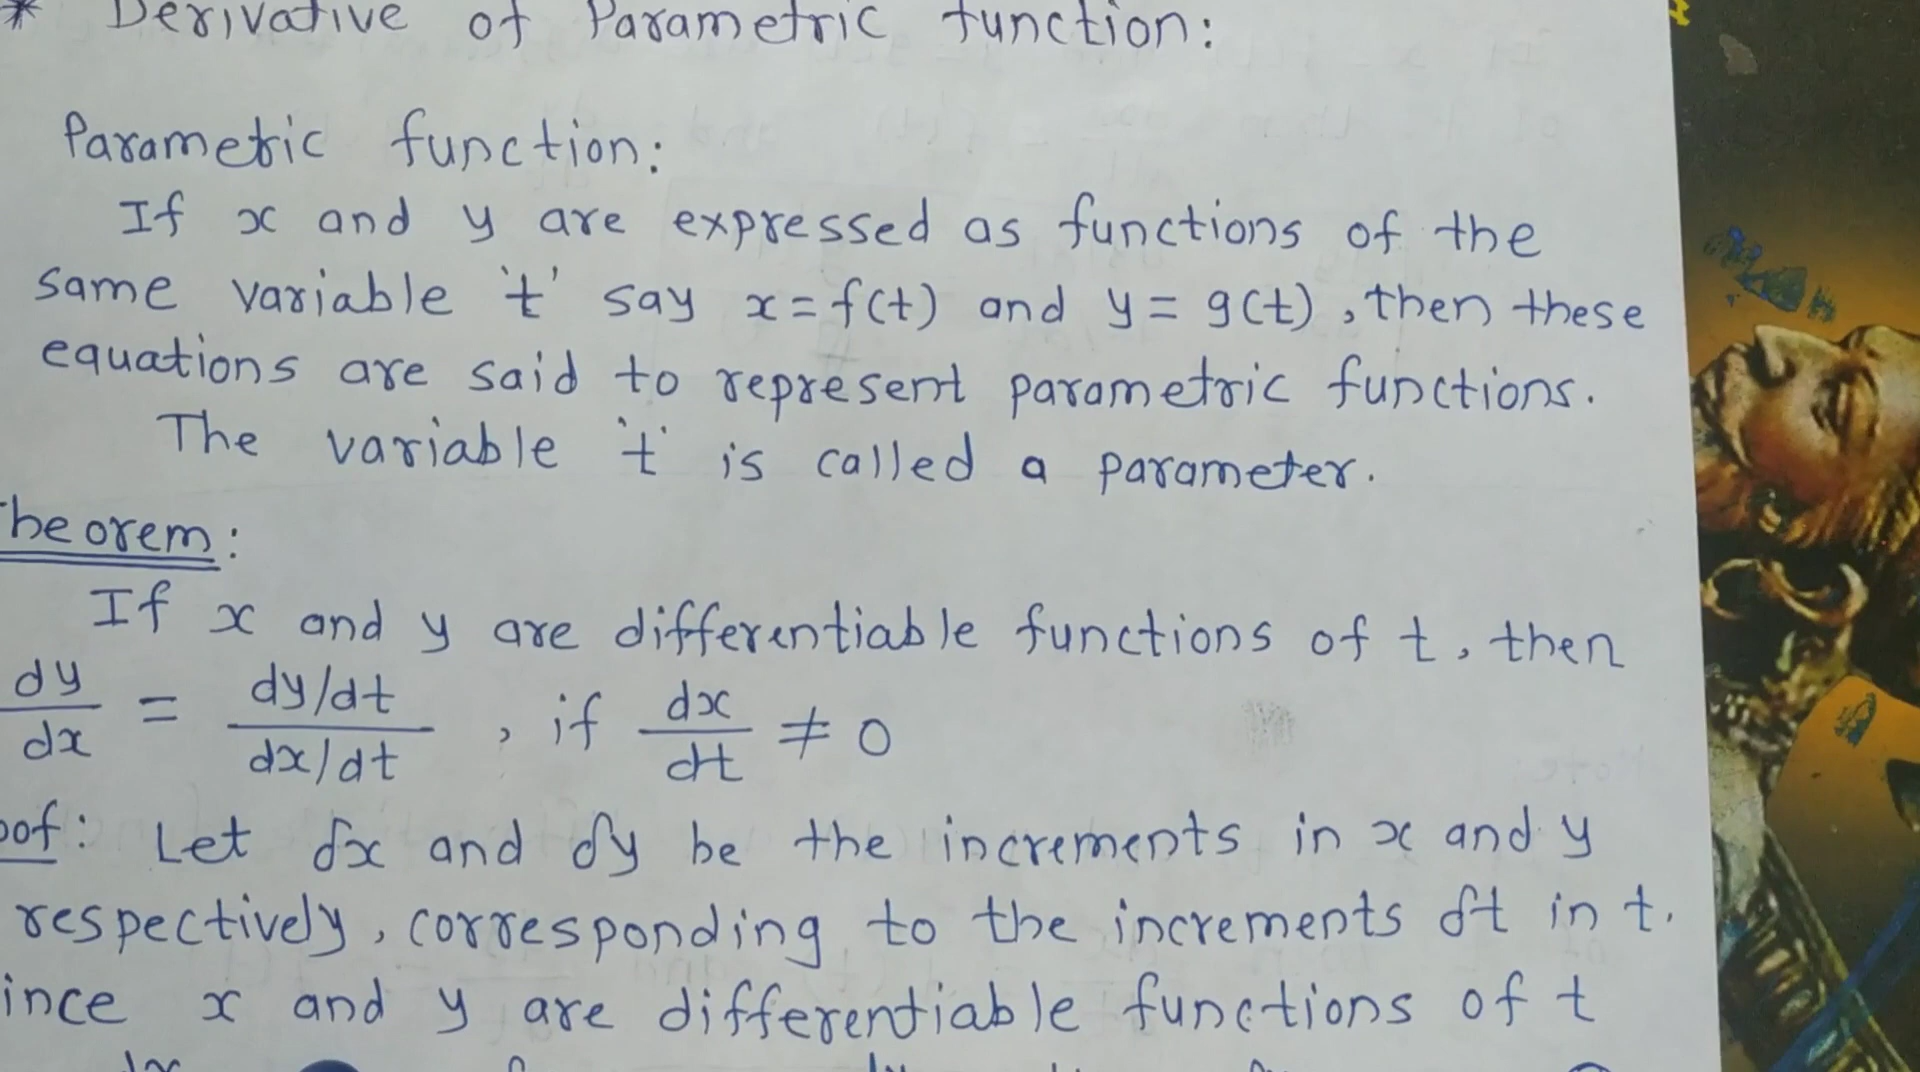 * Derivative of Parametric function:
Parametric function:
If x and y are expressed as functions of the
same variable 't' say x = f(t) and y = g(t), then these
equations are said to represent parametric functions.
The variable 't' is called a parameter.
heorem:
If x and y are differentiable functions of t, then
dy/dx = (dy/dt)/(dx/dt), if dx/dt ≠ 0
oof: Let δx and δy be the increments in x and y
respectively, corresponding to the increments δt in t.
ince x and y are differentiable functions of t